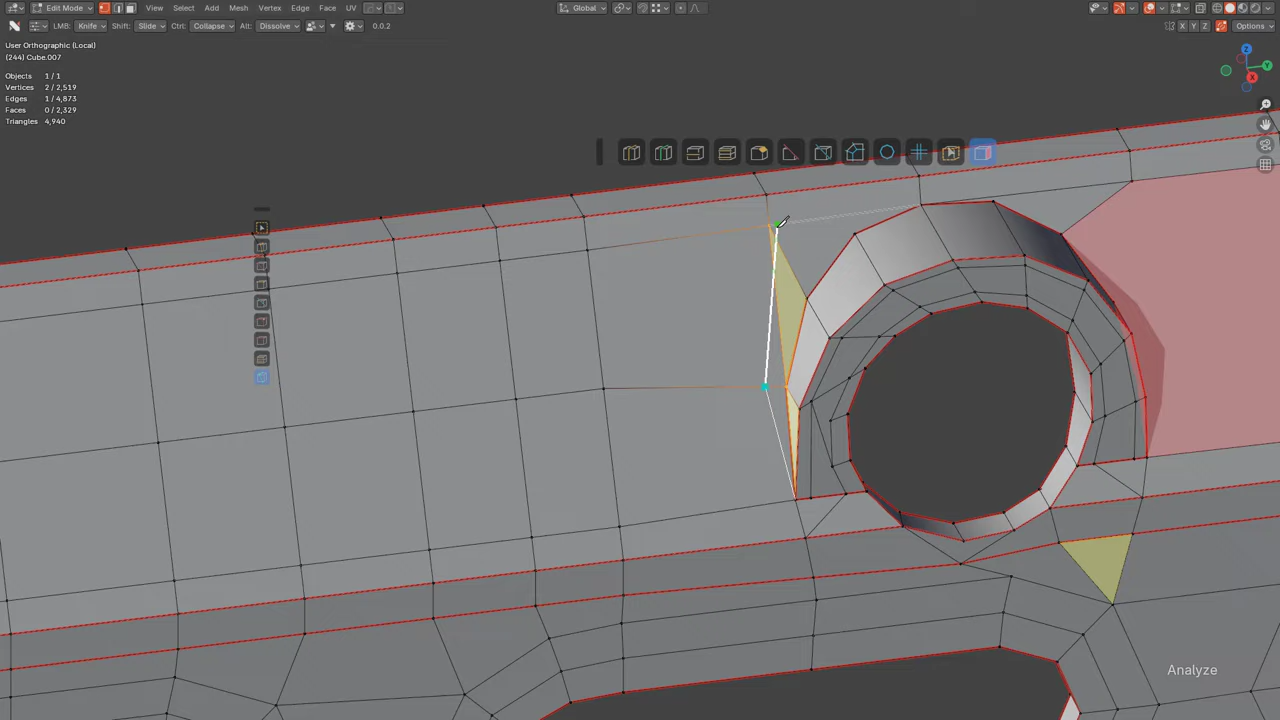 Edit Mode View Select Add Mesh Vertex Edge Face UV Global
LMB: Knife Shift: Slide Ctrl: Collapse Alt: Dissolve 0.0.2 X Y Z Options
User Orthographic (Local)
(244) Cube.007
Objects 1 / 1
Vertices 2 / 2,519
Edges 1 / 4,873
Faces 0 / 2,329
Triangles 4,940
Z
Y
X
Analyze